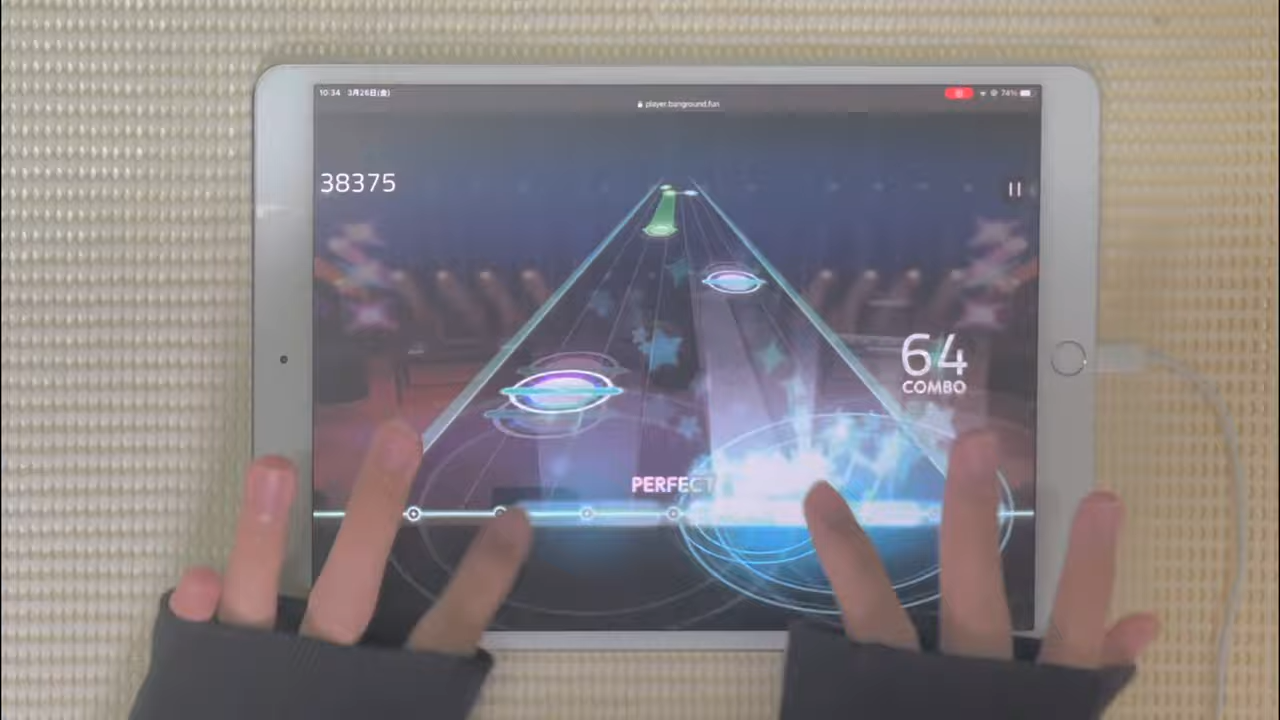 10:34 3月26日(金)
74%
player.banground.fun
38375
64
COMBO
PERFECT